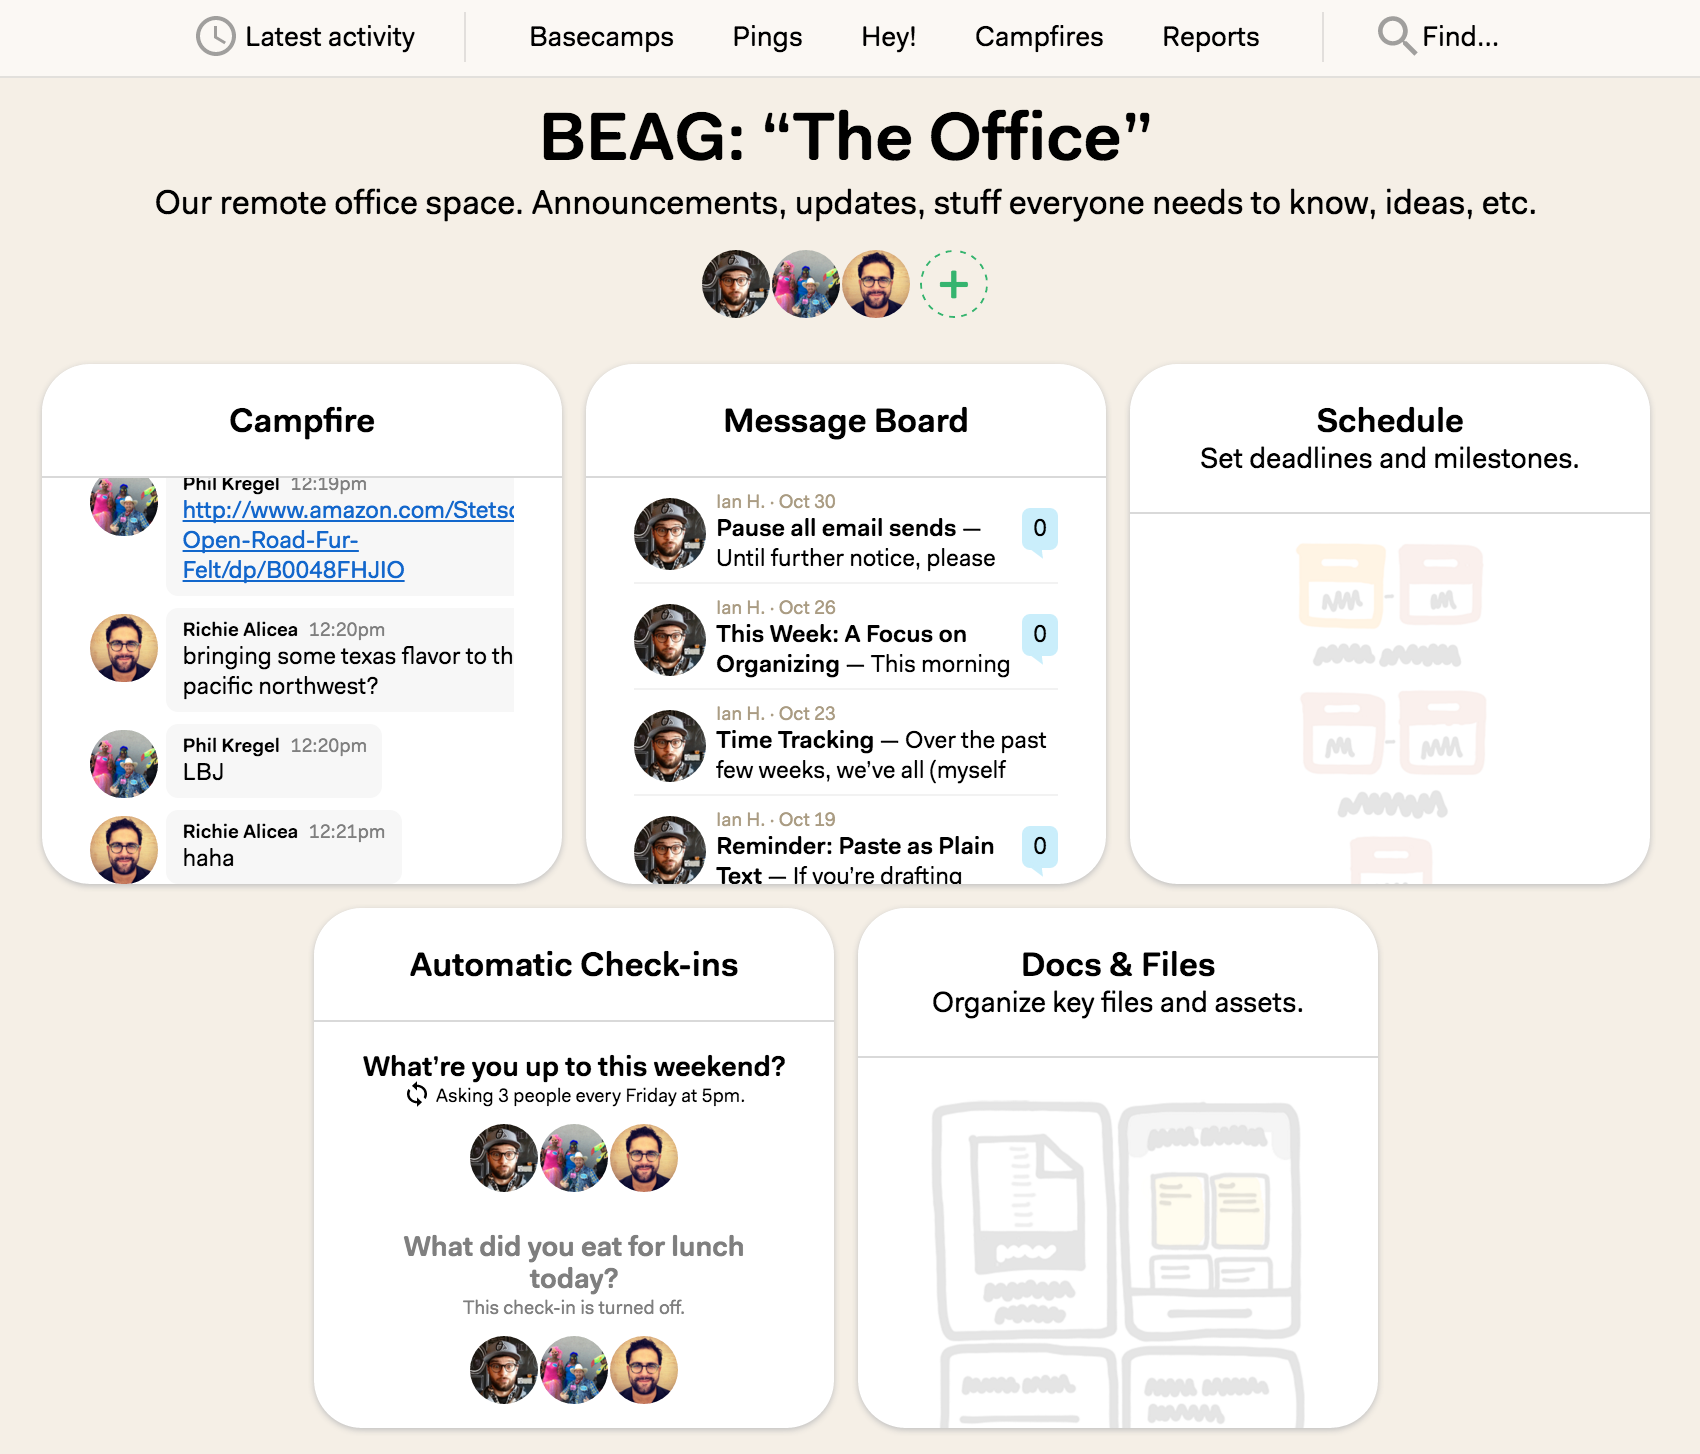 Latest activity
Basecamps
Pings
Hey!
Campfires
Reports
Find...
BEAG: “The Office”
Our remote office space. Announcements, updates, stuff everyone needs to know, ideas, etc.
Campfire
Phil Kregel 12:19pm
http://www.amazon.com/Stetso
Open-Road-Fur-
Felt/dp/B0048FHJIO
Richie Alicea 12:20pm
bringing some texas flavor to th
pacific northwest?
Phil Kregel 12:20pm
LBJ
Richie Alicea 12:21pm
haha
Message Board
Ian H. · Oct 30
Pause all email sends —
Until further notice, please
0
Ian H. · Oct 26
This Week: A Focus on
Organizing — This morning
0
Ian H. · Oct 23
Time Tracking — Over the past
few weeks, we’ve all (myself
Ian H. · Oct 19
Reminder: Paste as Plain
Text — If you’re drafting
0
Schedule
Set deadlines and milestones.
Automatic Check-ins
What’re you up to this weekend?
Asking 3 people every Friday at 5pm.
What did you eat for lunch
today?
This check-in is turned off.
Docs & Files
Organize key files and assets.